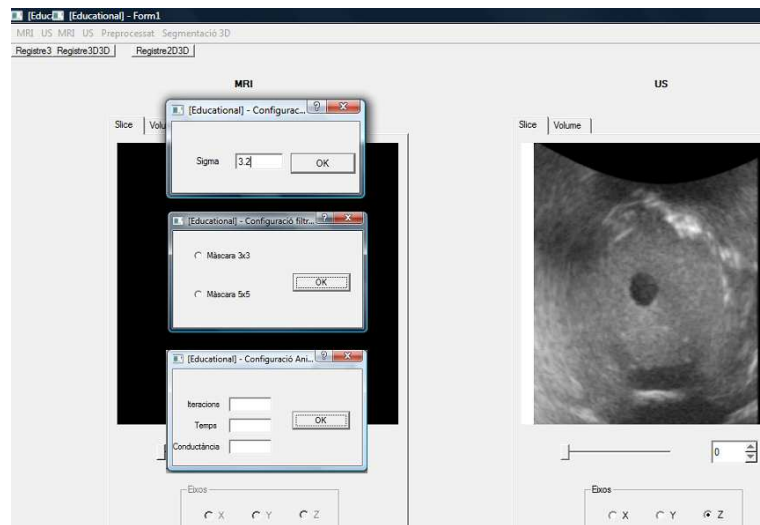 [Educa [Educational] - Form1
MRI US MRI US Preprocessat Segmentació 3D
Registre3 Registre3D3D Registre2D3D
MRI
US
Slice Volu
Slice Volume
[Educational] - Configurac...
Sigma 3.2 OK
[Educational] - Configuració filtr...
Màscara 3x3
OK
Màscara 5x5
[Educational] - Configuració Ani...
Iteracions
Temps OK
Conductància
0
Eixos
X Y Z
Eixos
X Y Z